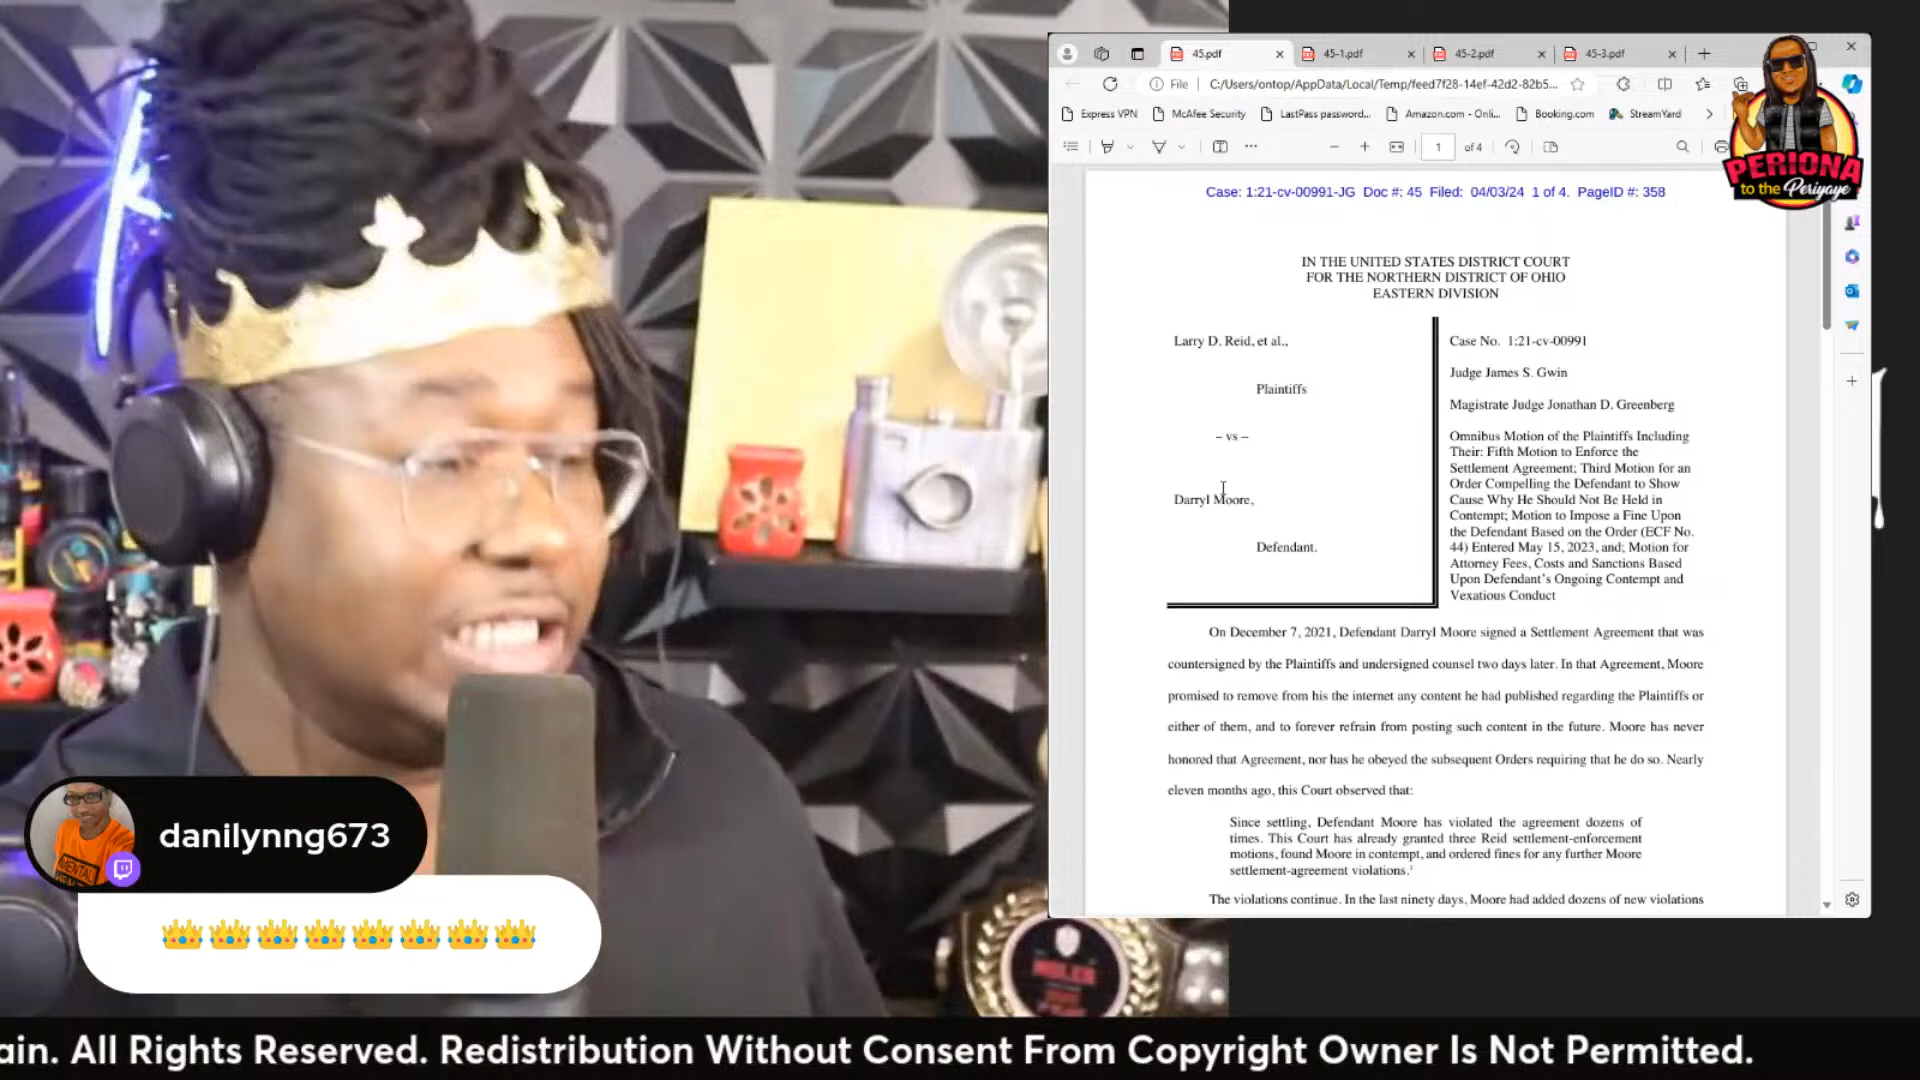 45.pdf
45-1.pdf
45-2.pdf
45-3.pdf
File C:/Users/ontop/AppData/Local/Temp/feed7f28-14ef-42d2-82b5...
Express VPN McAfee Security LastPass password... Amazon.com - Onli... Booking.com StreamYard
1 of 4
PERIONA
to the Periyaye
Case: 1:21-cv-00991-JG Doc #: 45 Filed: 04/03/24 1 of 4. PageID #: 358
IN THE UNITED STATES DISTRICT COURT
FOR THE NORTHERN DISTRICT OF OHIO
EASTERN DIVISION
Larry D. Reid, et al.,
Plaintiffs
– vs –
Darryl Moore,
Defendant.
Case No. 1:21-cv-00991
Judge James S. Gwin
Magistrate Judge Jonathan D. Greenberg
Omnibus Motion of the Plaintiffs Including
Their: Fifth Motion to Enforce the
Settlement Agreement; Third Motion for an
Order Compelling the Defendant to Show
Cause Why He Should Not Be Held in
Contempt; Motion to Impose a Fine Upon
the Defendant Based on the Order (ECF No.
44) Entered May 15, 2023, and; Motion for
Attorney Fees, Costs and Sanctions Based
Upon Defendant's Ongoing Contempt and
Vexatious Conduct
On December 7, 2021, Defendant Darryl Moore signed a Settlement Agreement that was
countersigned by the Plaintiffs and undersigned counsel two days later. In that Agreement, Moore
promised to remove from his the internet any content he had published regarding the Plaintiffs or
either of them, and to forever refrain from posting such content in the future. Moore has never
honored that Agreement, nor has he obeyed the subsequent Orders requiring that he do so. Nearly
eleven months ago, this Court observed that:
Since settling, Defendant Moore has violated the agreement dozens of
times. This Court has already granted three Reid settlement-enforcement
motions, found Moore in contempt, and ordered fines for any further Moore
settlement-agreement violations.¹
The violations continue. In the last ninety days, Moore had added dozens of new violations
MENTAL
danilynng673
ain. All Rights Reserved. Redistribution Without Consent From Copyright Owner Is Not Permitted.